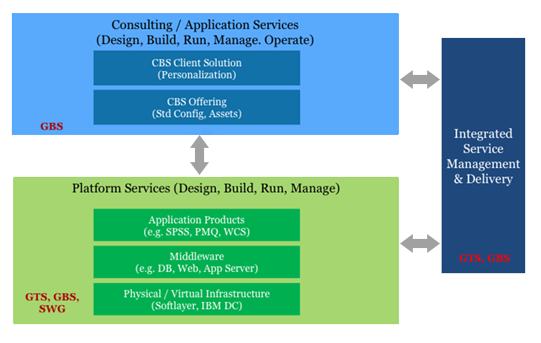 Consulting / Application Services
(Design, Build, Run, Manage. Operate)
CBS Client Solution
(Personalization)
CBS Offering
(Std Config, Assets)
GBS
Integrated
Service
Management
& Delivery
GTS, GBS
Platform Services (Design, Build, Run, Manage)
Application Products
(e.g. SPSS, PMQ, WCS)
Middleware
(e.g. DB, Web, App Server)
Physical / Virtual Infrastructure
(Softlayer, IBM DC)
GTS, GBS,
SWG